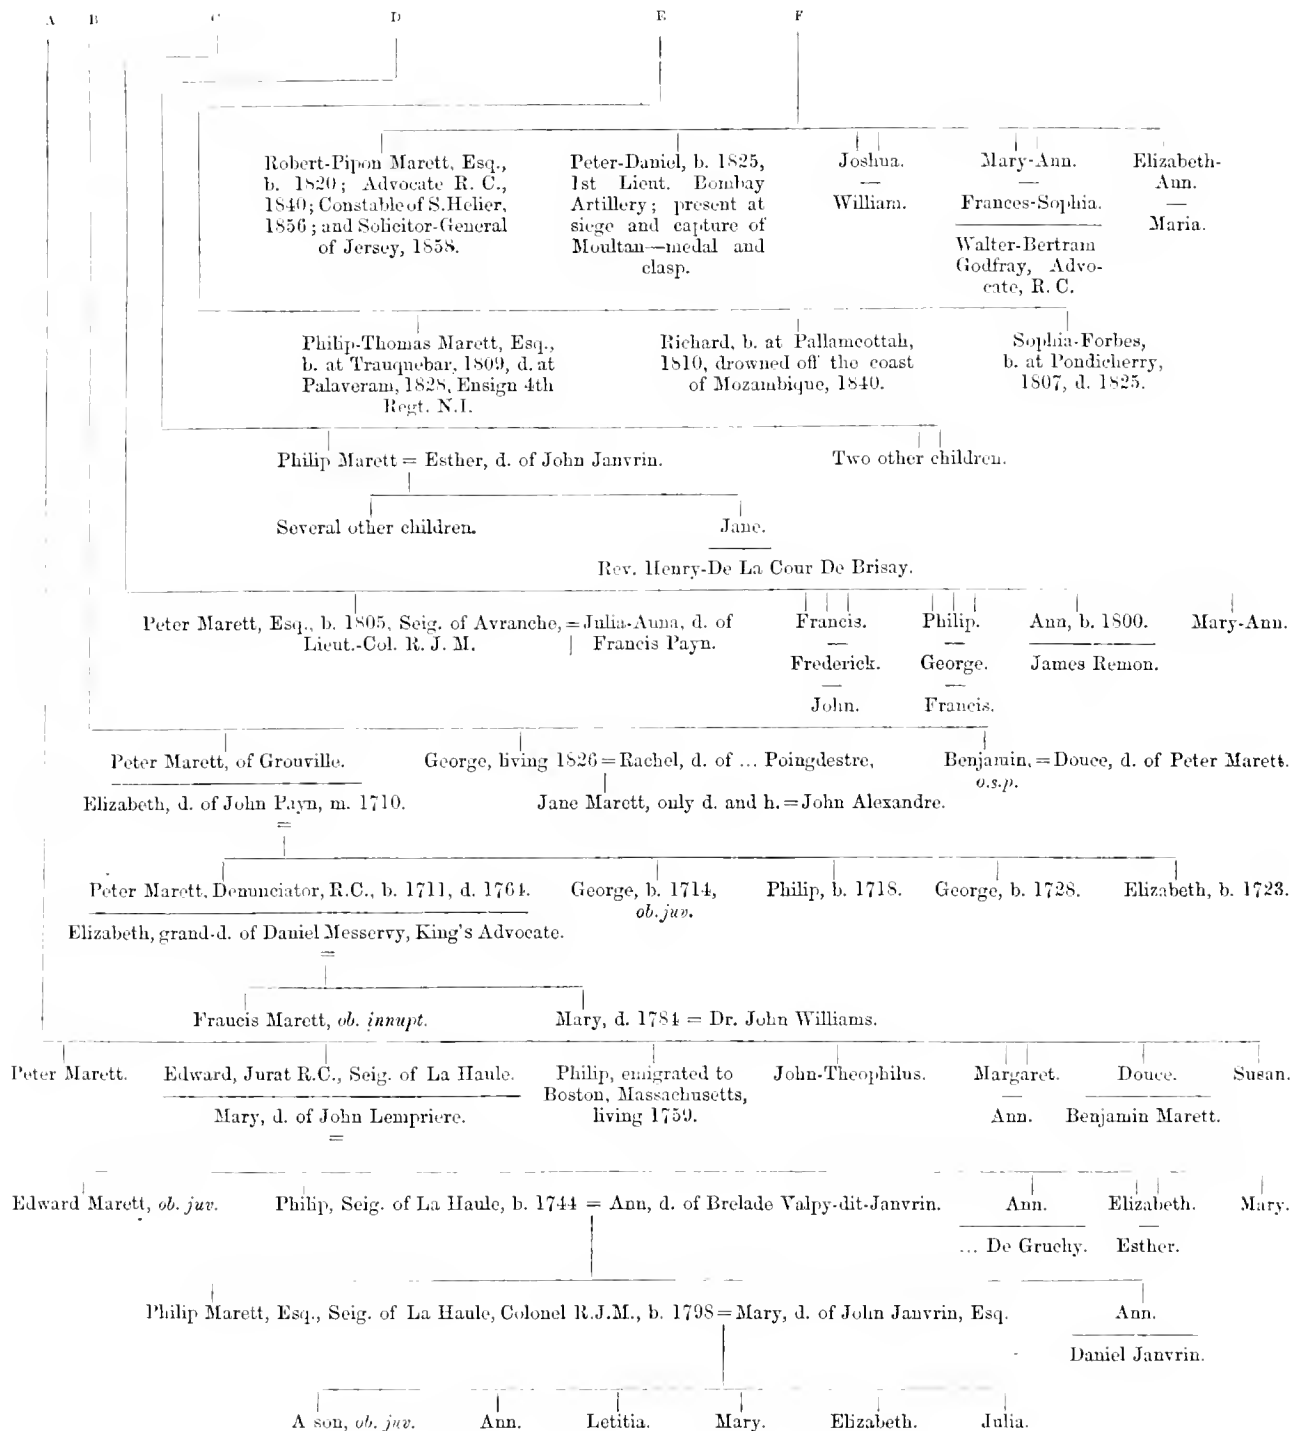 A B C D E F
Robert-Pipon Marett, Esq.,
b. 1820; Advocate R. C.,
1840; Constable of S. Helier,
1856; and Solicitor-General
of Jersey, 1858.
Peter-Daniel, b. 1825,
1st Lieut. Bombay
Artillery; present at
siege and capture of
Moultan—medal and
clasp.
Joshua.
—
William.
Mary-Ann.
—
Frances-Sophia.
Walter-Bertram
Godfray, Advo-
cate, R. C.
Elizabeth-
Ann.
—
Maria.
Philip-Thomas Marett, Esq.,
b. at Trauquebar, 1809, d. at
Palaveram, 1828, Ensign 4th
Regt. N.I.
Richard, b. at Pallamcottah,
1810, drowned off the coast
of Mozambique, 1840.
Sophia-Forbes,
b. at Pondicherry,
1807, d. 1825.
Philip Marett = Esther, d. of John Janvrin.
Two other children.
Several other children.
Jane.
Rev. Henry-De La Cour De Brisay.
Peter Marett, Esq., b. 1805, Seig. of Avranche, = Julia-Anna, d. of
Lieut.-Col. R. J. M. Francis Payn.
Francis.
—
Frederick.
—
John.
Philip.
—
George.
—
Francis.
Ann, b. 1800.
James Remon.
Mary-Ann.
Peter Marett, of Grouville.
Elizabeth, d. of John Payn, m. 1710.
=
George, living 1826 = Rachel, d. of ... Poingdestre,
Jane Marett, only d. and h. = John Alexandre.
Benjamin, = Douce, d. of Peter Marett.
o.s.p.
Peter Marett, Denunciator, R.C., b. 1711, d. 1764.
Elizabeth, grand-d. of Daniel Messervy, King's Advocate.
=
George, b. 1714,
ob. juv.
Philip, b. 1718.
George, b. 1728.
Elizabeth, b. 1723.
Francis Marett, ob. innupt.
Mary, d. 1784 = Dr. John Williams.
Peter Marett.
Edward, Jurat R.C., Seig. of La Haule.
Mary, d. of John Lempriere.
=
Philip, emigrated to
Boston, Massachusetts,
living 1759.
John-Theophilus.
Margaret.
—
Ann.
Douce.
Benjamin Marett.
Susan.
Edward Marett, ob. juv.
Philip, Seig. of La Haule, b. 1744 = Ann, d. of Brelade Valpy-dit-Janvrin.
Ann.
... De Gruchy.
Elizabeth.
—
Esther.
Mary.
Philip Marett, Esq., Seig. of La Haule, Colonel R.J.M., b. 1798 = Mary, d. of John Janvrin, Esq.
Ann.
Daniel Janvrin.
A son, ob. juv. Ann. Letitia. Mary. Elizabeth. Julia.